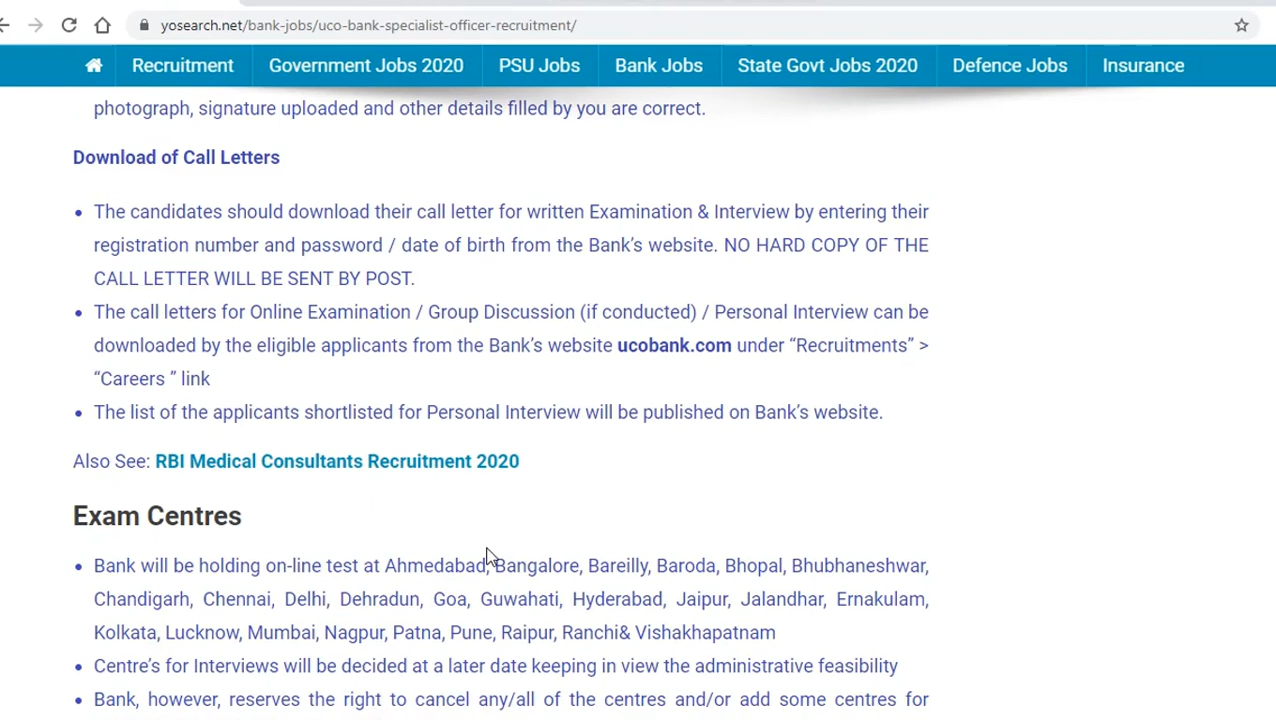 yosearch.net/bank-jobs/uco-bank-specialist-officer-recruitment/
Recruitment Government Jobs 2020 PSU Jobs Bank Jobs State Govt Jobs 2020 Defence Jobs Insurance
photograph, signature uploaded and other details filled by you are correct.
Download of Call Letters
The candidates should download their call letter for written Examination & Interview by entering their
registration number and password / date of birth from the Bank’s website. NO HARD COPY OF THE
CALL LETTER WILL BE SENT BY POST.
The call letters for Online Examination / Group Discussion (if conducted) / Personal Interview can be
downloaded by the eligible applicants from the Bank’s website ucobank.com under “Recruitments” >
“Careers ” link
The list of the applicants shortlisted for Personal Interview will be published on Bank’s website.
Also See: RBI Medical Consultants Recruitment 2020
Exam Centres
Bank will be holding on-line test at Ahmedabad, Bangalore, Bareilly, Baroda, Bhopal, Bhubhaneshwar,
Chandigarh, Chennai, Delhi, Dehradun, Goa, Guwahati, Hyderabad, Jaipur, Jalandhar, Ernakulam,
Kolkata, Lucknow, Mumbai, Nagpur, Patna, Pune, Raipur, Ranchi& Vishakhapatnam
Centre’s for Interviews will be decided at a later date keeping in view the administrative feasibility
Bank, however, reserves the right to cancel any/all of the centres and/or add some centres for